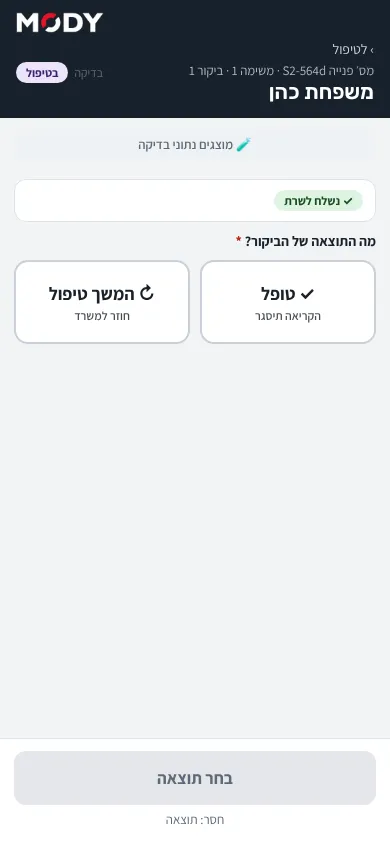 MODY
‹ לטיפול
מס׳ פנייה S2-564d · משימה 1 · ביקור 1
בדיקה
בטיפול
משפחת כהן
🧪 מוצגים נתוני בדיקה
✓ נשלח לשרת
מה התוצאה של הביקור? *
✓ טופל
הקריאה תיסגר
↻ המשך טיפול
חוזר למשרד
בחר תוצאה
חסר: תוצאה